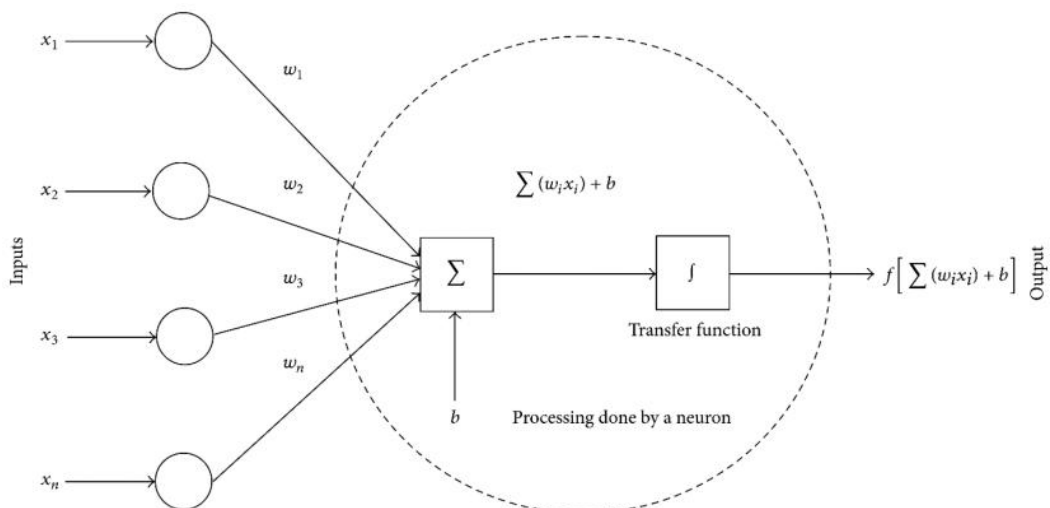 x₁
w₁
x₂
w₂
∑ (wᵢxᵢ) + b
Inputs
w₃
∑
∫
f[∑ (wᵢxᵢ) + b]
Output
x₃
Transfer function
wₙ
b
Processing done by a neuron
xₙ